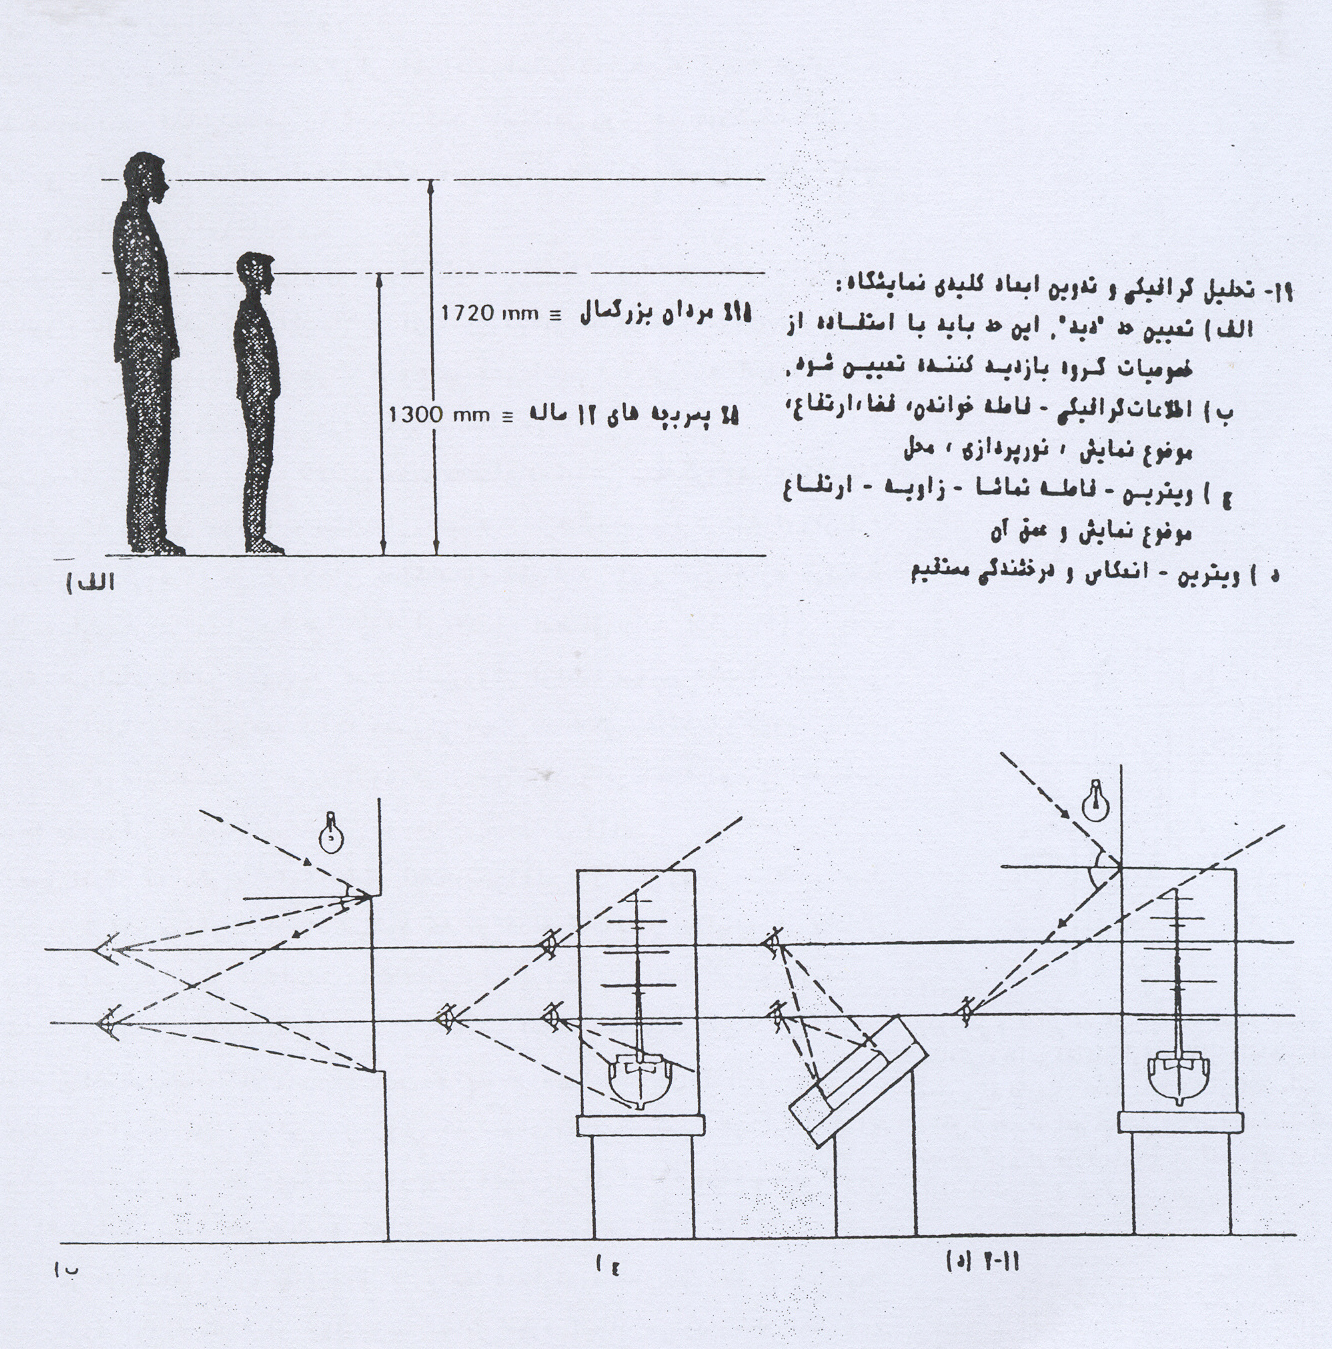 ۱۹- تحلیل گرافیکی و تدوین ابعاد کلیدی نمایشگاه:
الف) تعیین حد "دید". این حد باید با استفاده از
خصوصیات گروه بازدید کننده تعیین شود.
ب) اطلاعات گرافیکی - فاصله خواندن، فضا، ارتفاع،
موضوع نمایش، نورپردازی، محل
ج) ویترین - فاصله تماشا - زاویه - ارتفاع
موضوع نمایش و عمق آن
د) ویترین - انعکاس و درخشندگی مستقیم
1720 mm ≡ مردان بزرگسال
1300 mm ≡ پسربچه های ۱۲ ساله
الف)
ب)
ج)
(د)